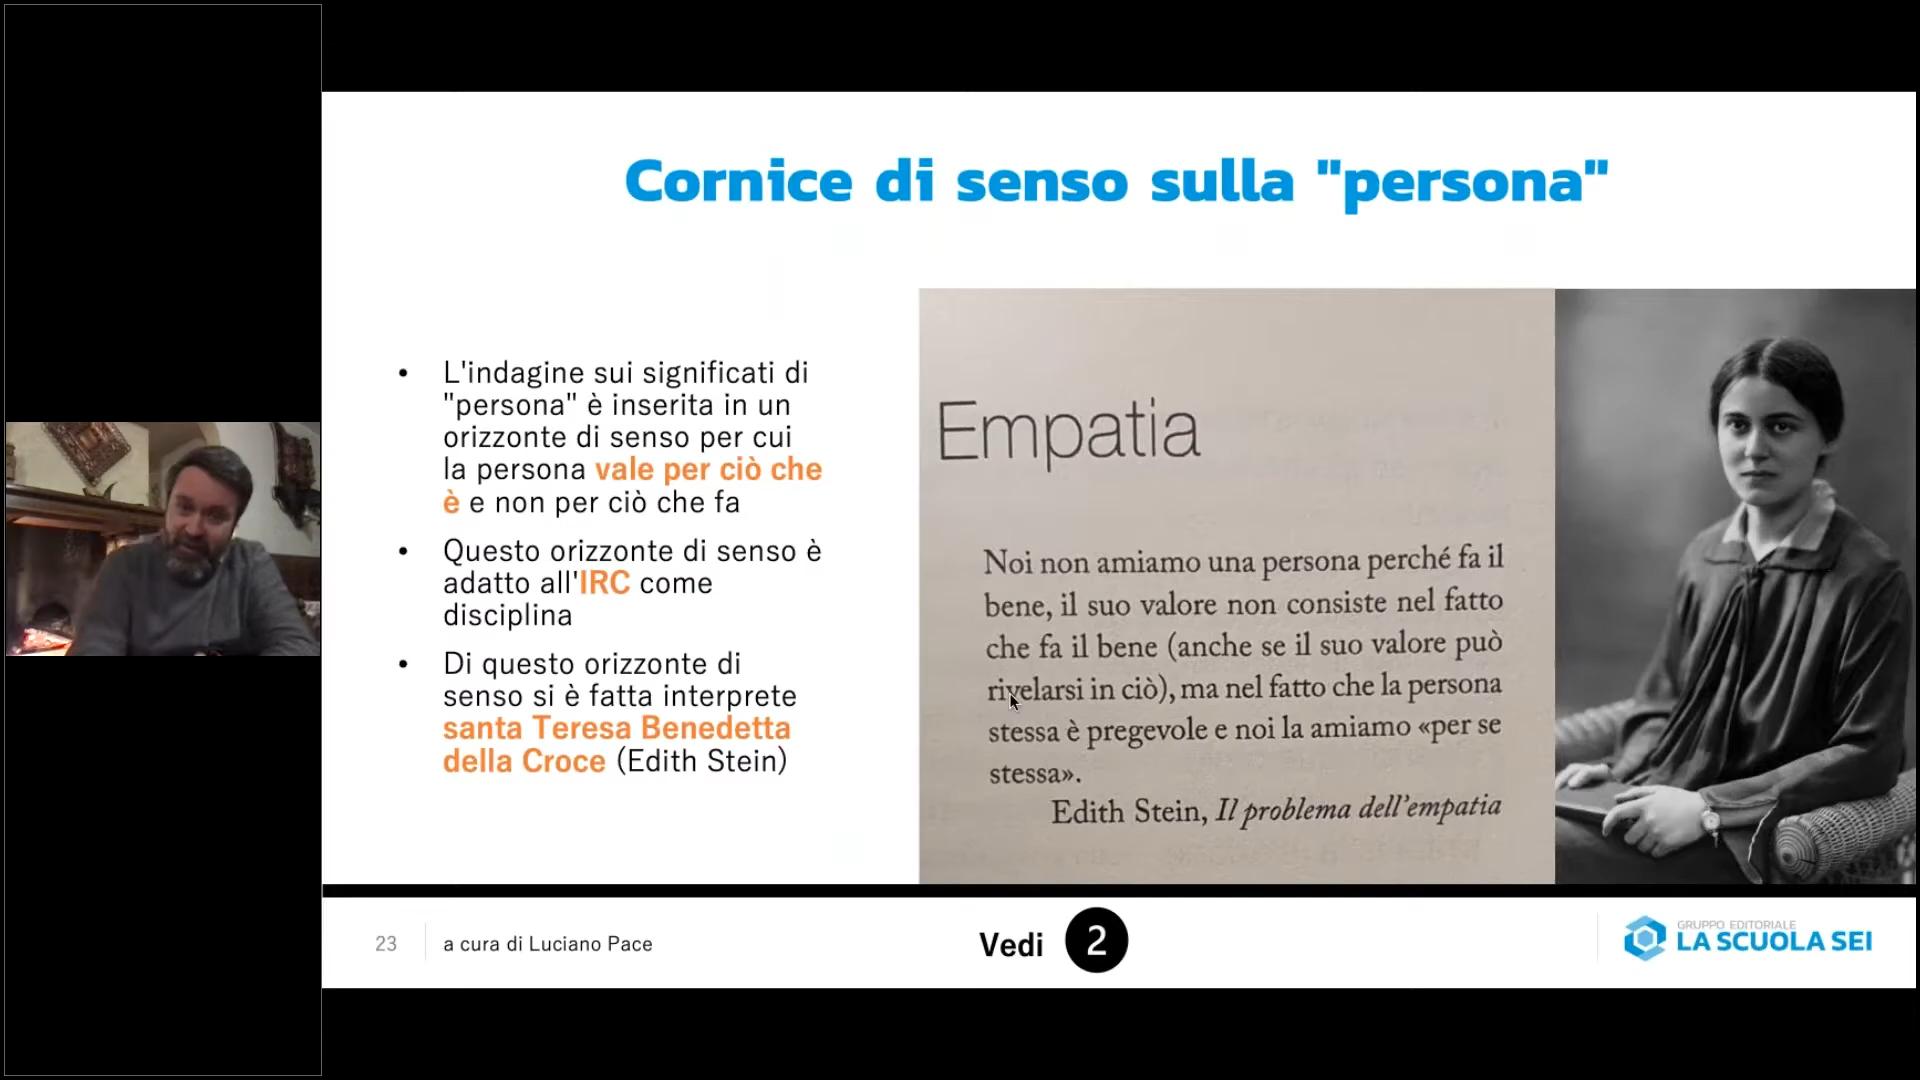 Cornice di senso sulla "persona"
• L'indagine sui significati di
"persona" è inserita in un
orizzonte di senso per cui
la persona vale per ciò che
è e non per ciò che fa
• Questo orizzonte di senso è
adatto all'IRC come
disciplina
• Di questo orizzonte di
senso si è fatta interprete
santa Teresa Benedetta
della Croce (Edith Stein)
Empatia
Noi non amiamo una persona perché fa il
bene, il suo valore non consiste nel fatto
che fa il bene (anche se il suo valore può
rivelarsi in ciò), ma nel fatto che la persona
stessa è pregevole e noi la amiamo «per se
stessa».
Edith Stein, Il problema dell'empatia
23
a cura di Luciano Pace
Vedi 2
GRUPPO EDITORIALE
LA SCUOLA SEI